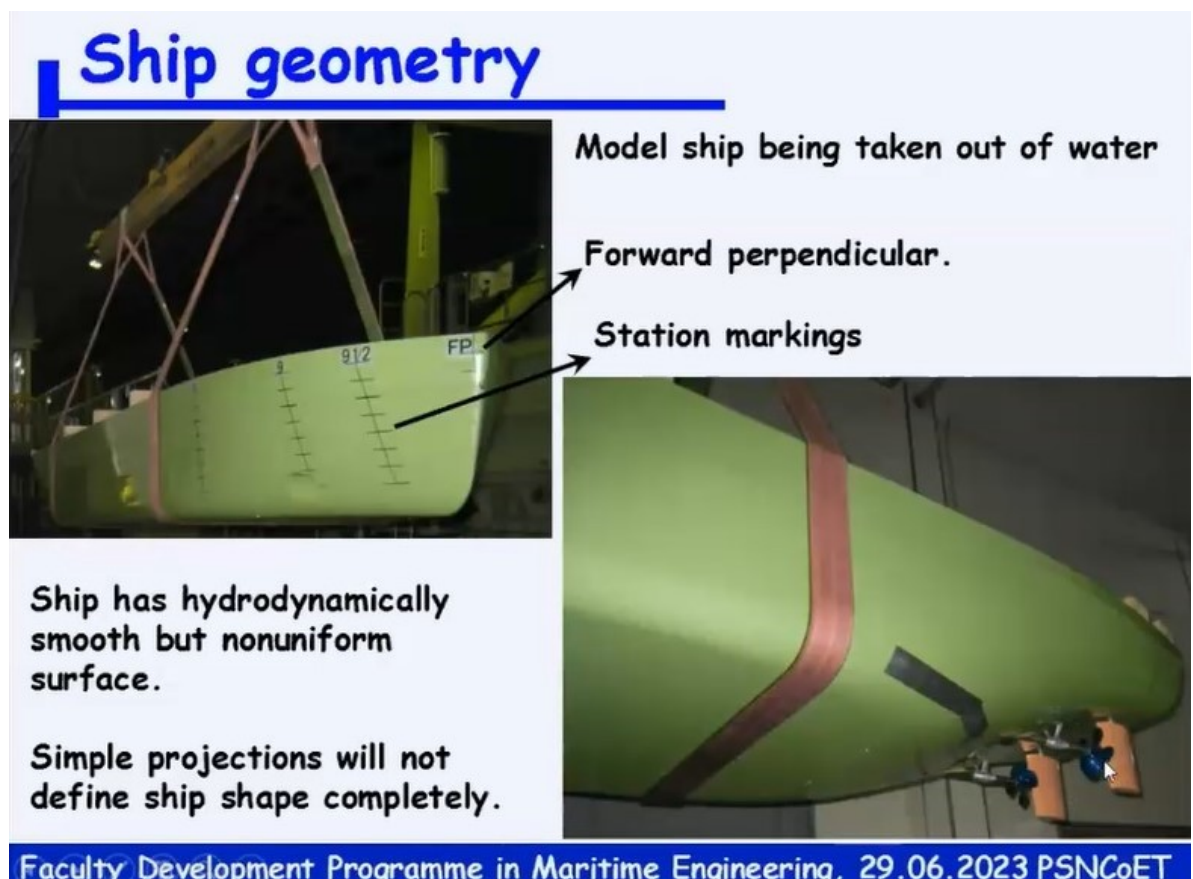 Ship geometry
Model ship being taken out of water
Forward perpendicular.
Station markings
9
9 1/2
FP
Ship has hydrodynamically
smooth but nonuniform
surface.
Simple projections will not
define ship shape completely.
Faculty Development Programme in Maritime Engineering, 29.06.2023 PSNCoET